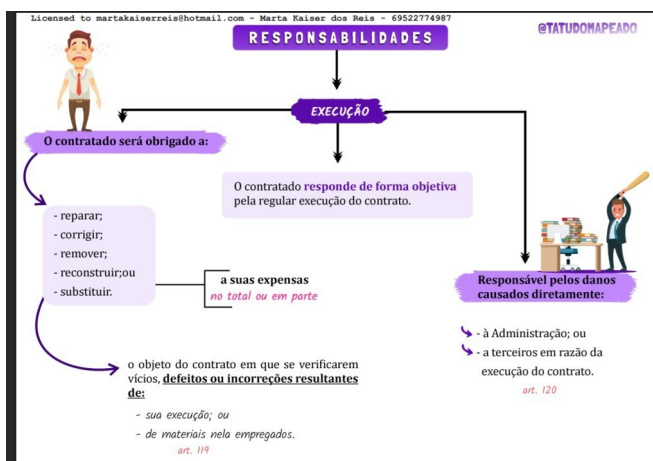 Licensed to martakaiserreis@hotmail.com - Marta Kaiser dos Reis - 69522774987
RESPONSABILIDADES
@TATUDOMAPEADO
EXECUÇÃO
O contratado será obrigado a:
O contratado responde de forma objetiva
pela regular execução do contrato.
- reparar;
- corrigir;
- remover;
- reconstruir;ou
- substituir.
a suas expensas
no total ou em parte
o objeto do contrato em que se verificarem
vícios, defeitos ou incorreções resultantes
de:
- sua execução; ou
- de materiais nela empregados.
art. 119
Responsável pelos danos
causados diretamente:
- à Administração; ou
- a terceiros em razão da
execução do contrato.
art. 120